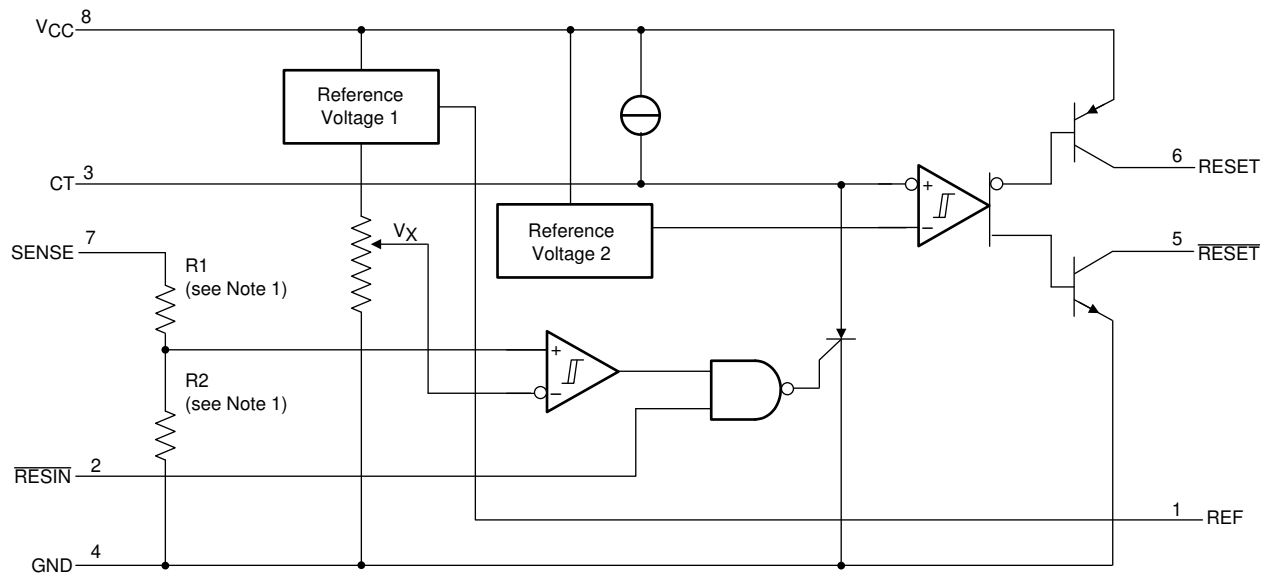 VCC 8
Reference
Voltage 1
CT 3
6 RESET
+
−
Reference
Voltage 2
VX
SENSE 7
5 RESET
R1
(see Note 1)
+
−
R2
(see Note 1)
RESIN 2
1 REF
GND 4